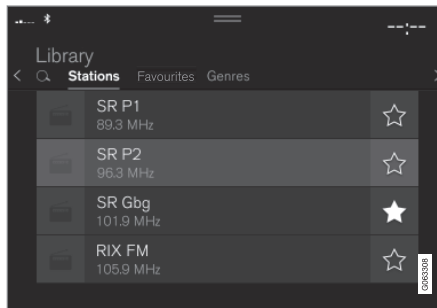 --:--
Library
Stations Favourites Genres
SR P1
89.3 MHz
SR P2
96.3 MHz
SR Gbg
101.9 MHz
RIX FM
105.9 MHz
G063308